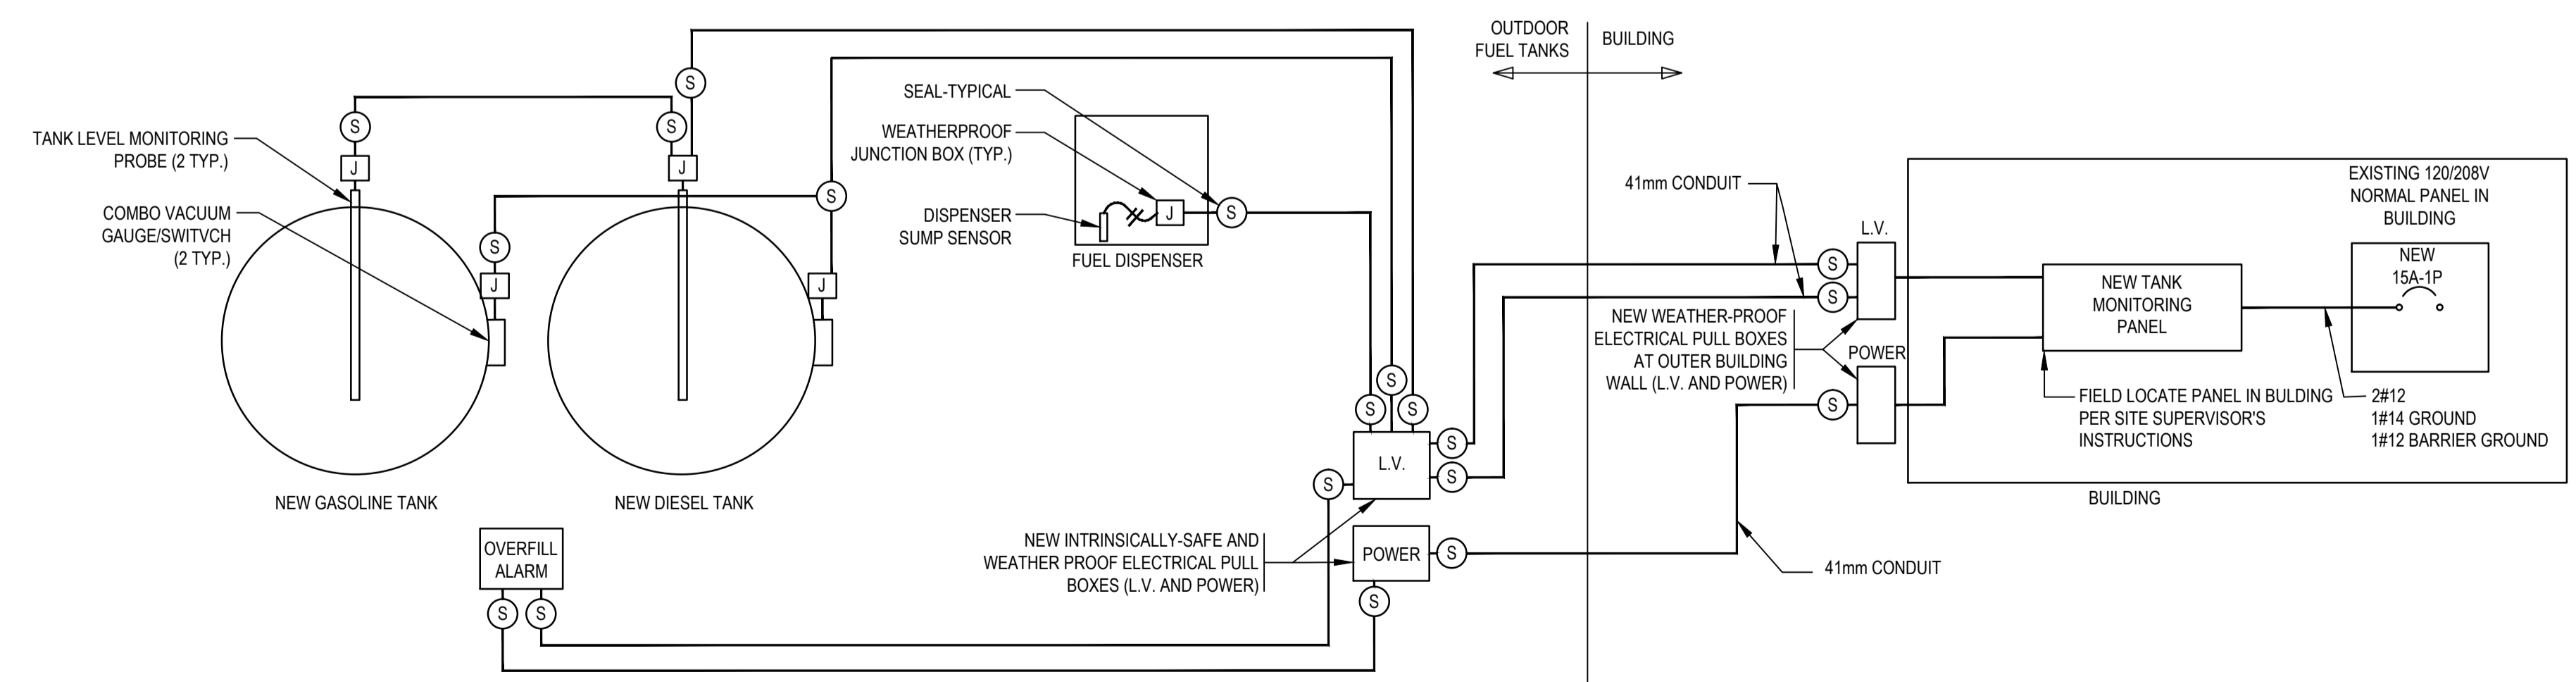 OUTDOOR
FUEL TANKS
BUILDING
S
SEAL-TYPICAL
TANK LEVEL MONITORING
PROBE (2 TYP.)
S
S
WEATHERPROOF
JUNCTION BOX (TYP.)
J
J
EXISTING 120/208V
NORMAL PANEL IN
BUILDING
41mm CONDUIT
S
COMBO VACUUM
GAUGE/SWITVCH
(2 TYP.)
DISPENSER
SUMP SENSOR
J
S
L.V.
S
FUEL DISPENSER
S
S
J
J
NEW TANK
MONITORING
PANEL
NEW
15A-1P
NEW WEATHER-PROOF
ELECTRICAL PULL BOXES
AT OUTER BUILDING
WALL (L.V. AND POWER)
POWER
S
S
S
S
FIELD LOCATE PANEL IN BULDING
PER SITE SUPERVISOR'S
INSTRUCTIONS
2#12
1#14 GROUND
1#12 BARRIER GROUND
S
L.V.
S
S
NEW GASOLINE TANK
NEW DIESEL TANK
BUILDING
OVERFILL
ALARM
NEW INTRINSICALLY-SAFE AND
WEATHER PROOF ELECTRICAL PULL
BOXES (L.V. AND POWER)
POWER
S
41mm CONDUIT
S
S
S